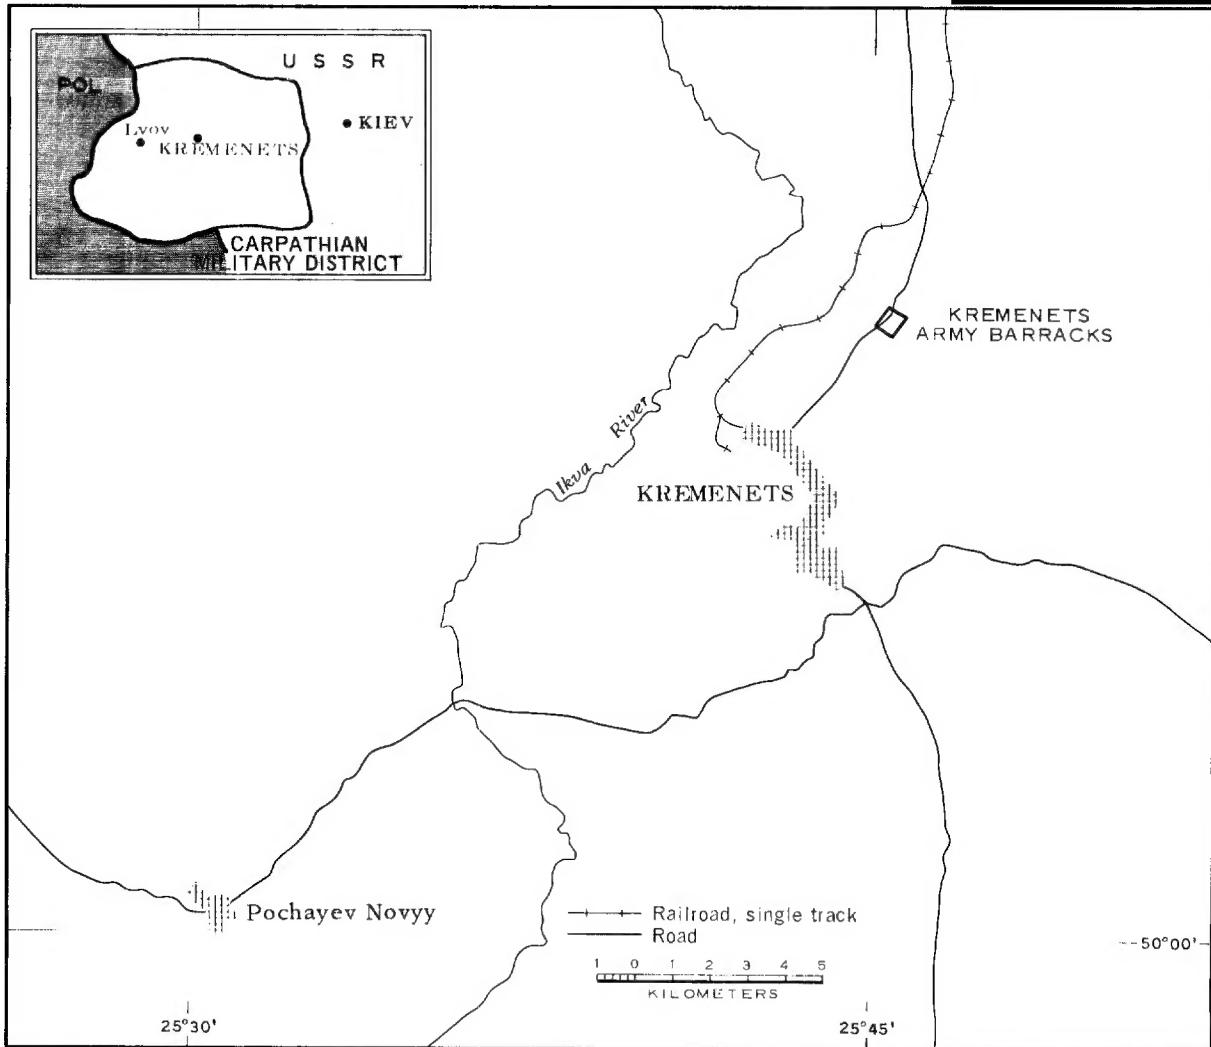 USSR
POL
KIEV
Lvov
KREMENETS
CARPATHIAN
MILITARY DISTRICT
KREMENETS
ARMY BARRACKS
Ikva River
KREMENETS
Pochayev Novyy
Railroad, single track
Road
50°00'
1 0 1 2 3 4 5
KILOMETERS
25°30'
25°45'